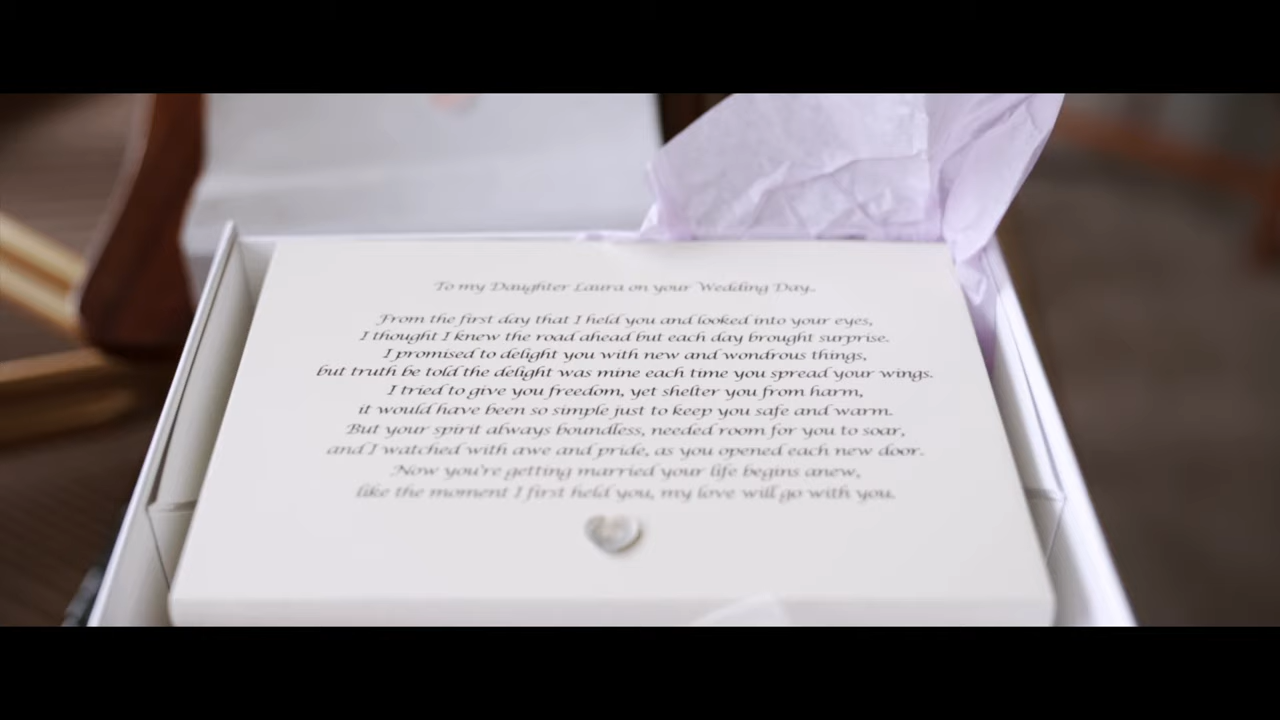 To my Daughter Laura on your Wedding Day..
From the first day that I held you and looked into your eyes,
I thought I knew the road ahead but each day brought surprise.
I promised to delight you with new and wondrous things,
but truth be told the delight was mine each time you spread your wings.
I tried to give you freedom, yet shelter you from harm,
it would have been so simple just to keep you safe and warm.
But your spirit always boundless, needed room for you to soar,
and I watched with awe and pride, as you opened each new door.
Now you're getting married your life begins anew,
like the moment I first held you, my love will go with you.